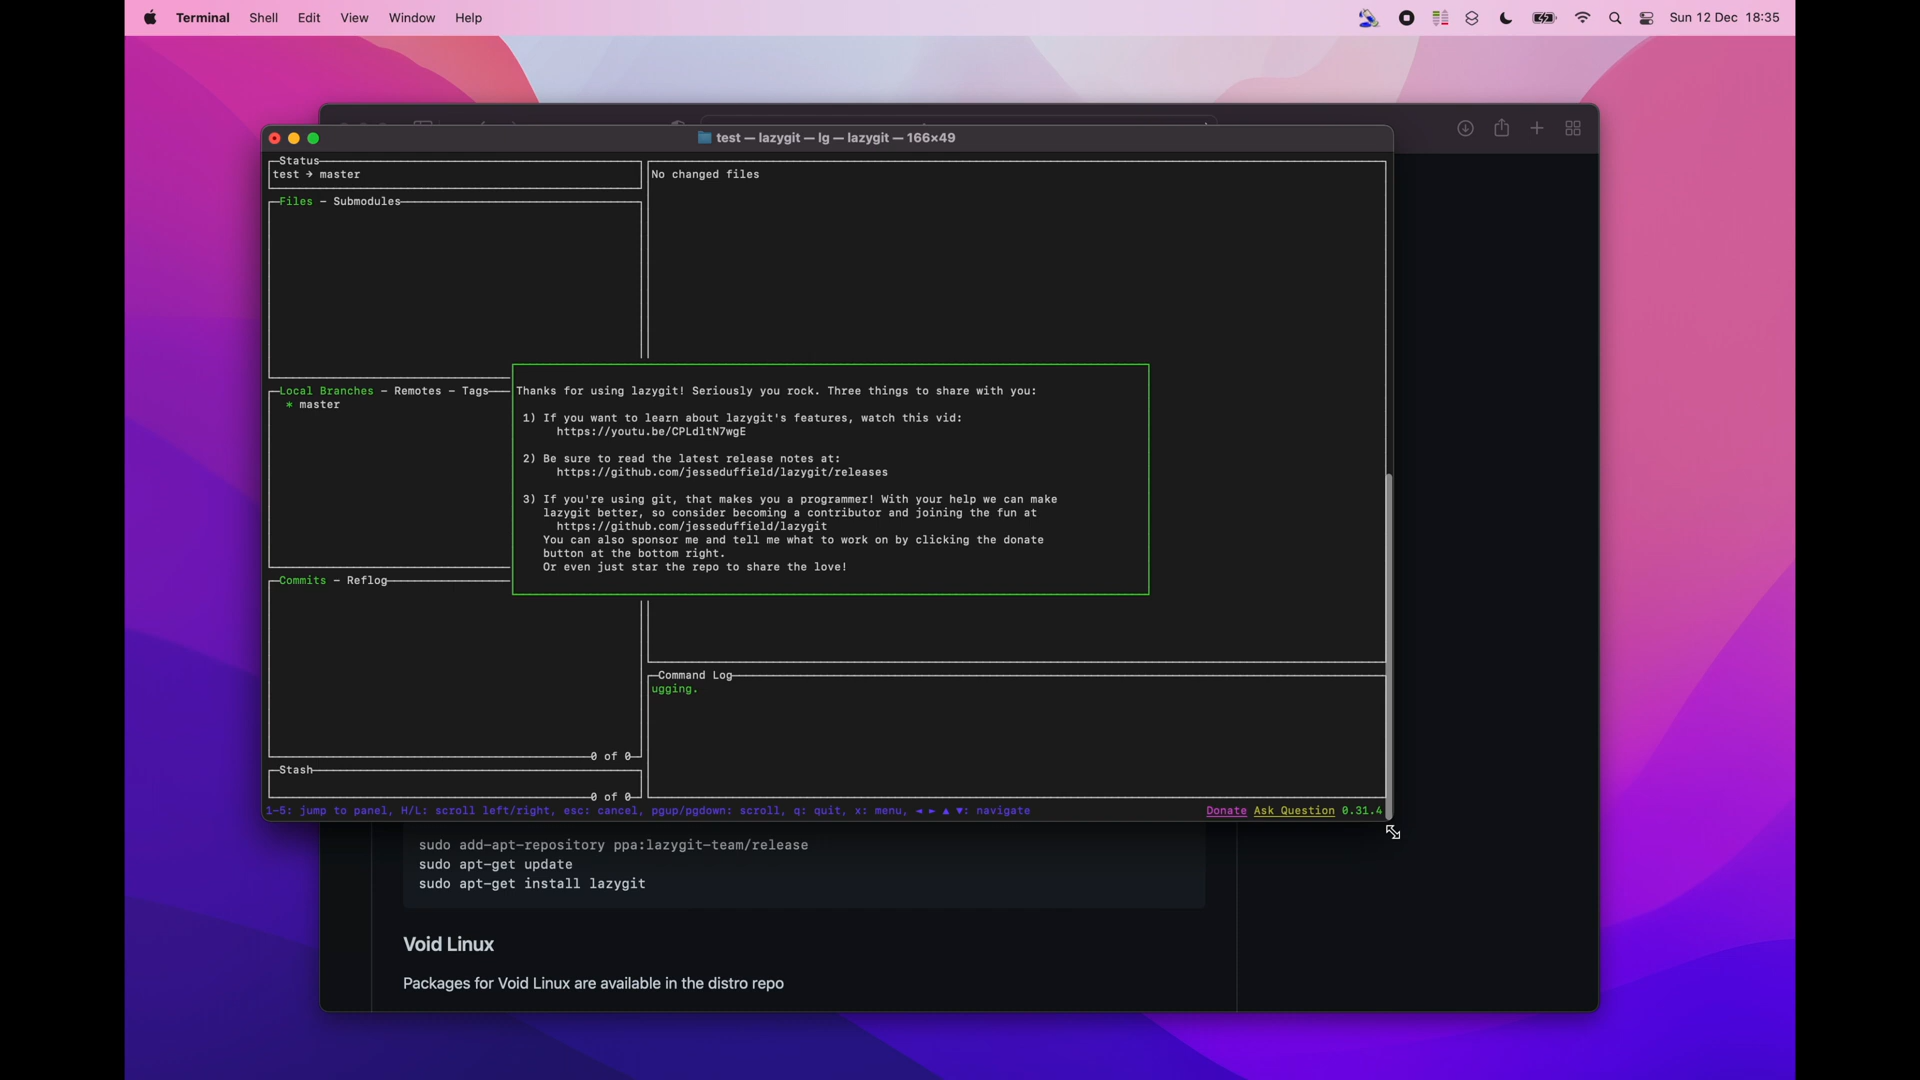 Terminal Shell Edit View Window Help
Sun 12 Dec 18:35
test — lazygit — lg — lazygit — 166×49
Status
test → master
Files - Submodules
Local Branches - Remotes - Tags
* master
Commits - Reflog
0 of 0
Stash
0 of 0
No changed files
Thanks for using lazygit! Seriously you rock. Three things to share with you:
1) If you want to learn about lazygit's features, watch this vid:
https://youtu.be/CPLdltN7wgE
2) Be sure to read the latest release notes at:
https://github.com/jesseduffield/lazygit/releases
3) If you're using git, that makes you a programmer! With your help we can make
lazygit better, so consider becoming a contributor and joining the fun at
https://github.com/jesseduffield/lazygit
You can also sponsor me and tell me what to work on by clicking the donate
button at the bottom right.
Or even just star the repo to share the love!
Command Log
ugging.
1-5: jump to panel, H/L: scroll left/right, esc: cancel, pgup/pgdown: scroll, q: quit, x: menu, ◄ ► ▲ ▼: navigate
Donate Ask Question 0.31.4
sudo add-apt-repository ppa:lazygit-team/release
sudo apt-get update
sudo apt-get install lazygit
Void Linux
Packages for Void Linux are available in the distro repo